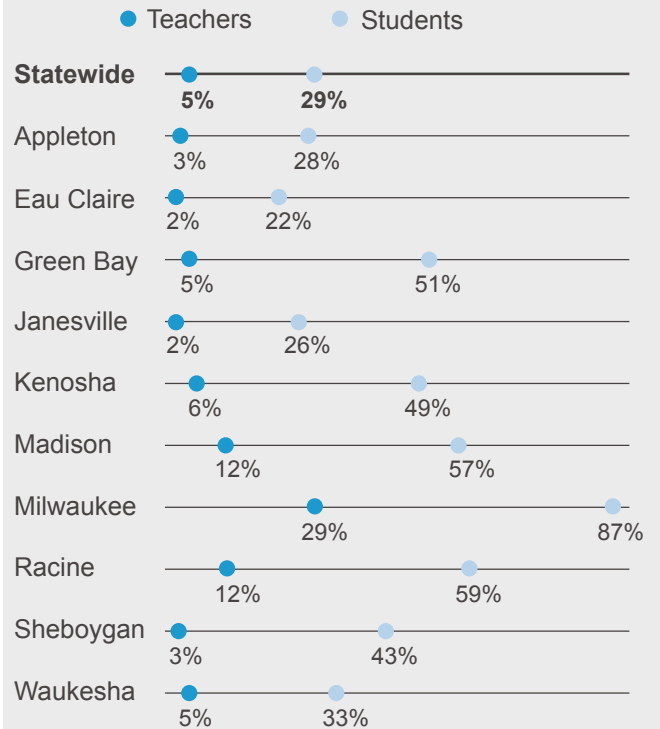 Teachers Students
Statewide
5% 29%
Appleton
3% 28%
Eau Claire
2% 22%
Green Bay
5% 51%
Janesville
2% 26%
Kenosha
6% 49%
Madison
12% 57%
Milwaukee
29% 87%
Racine
12% 59%
Sheboygan
3% 43%
Waukesha
5% 33%